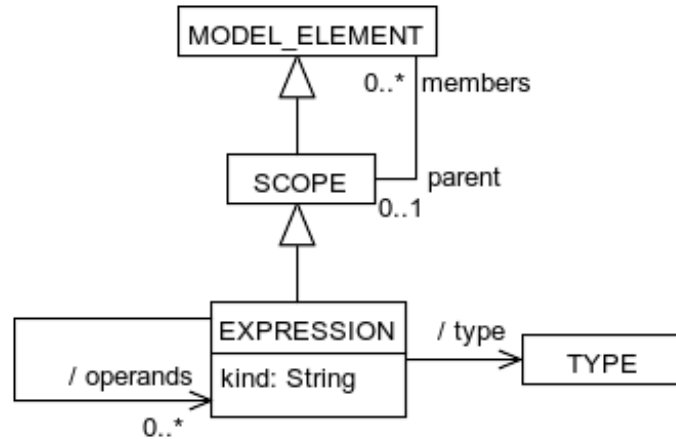 MODEL_ELEMENT
0..* members
SCOPE
parent
0..1
EXPRESSION
/ type
/ operands
kind: String
TYPE
0..*